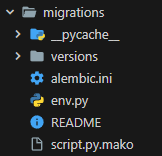 migrations
__pycache__
versions
alembic.ini
env.py
README
script.py.mako